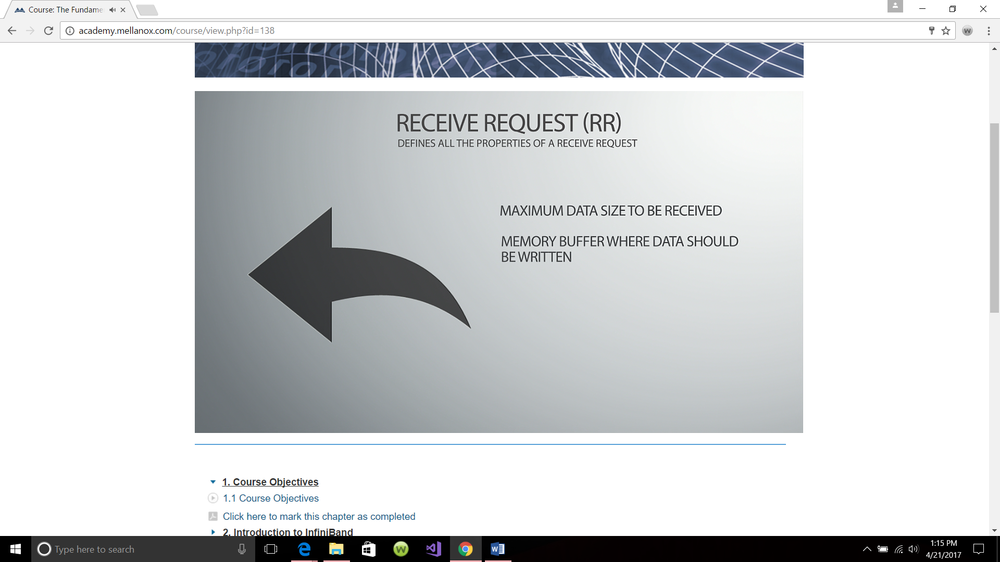 Course: The Fundame
academy.mellanox.com/course/view.php?id=138
W
RECEIVE REQUEST (RR)
DEFINES ALL THE PROPERTIES OF A RECEIVE REQUEST
MAXIMUM DATA SIZE TO BE RECEIVED
MEMORY BUFFER WHERE DATA SHOULD
BE WRITTEN
1. Course Objectives
1.1 Course Objectives
Click here to mark this chapter as completed
2. Introduction to InfiniBand
Type here to search
1:15 PM
4/21/2017